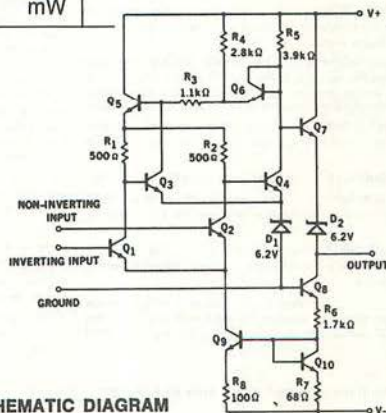 mW
V+
R4
2.8kΩ
R5
3.9kΩ
R3
1.1kΩ
Q6
Q5
Q7
R1
500Ω
R2
500Ω
Q3
Q4
NON-INVERTING
INPUT
Q2
D1
6.2V
D2
6.2V
INVERTING INPUT
Q1
OUTPUT
GROUND
Q8
R6
1.7kΩ
Q9
Q10
R8
100Ω
R7
68Ω
V-
HEMATIC DIAGRAM